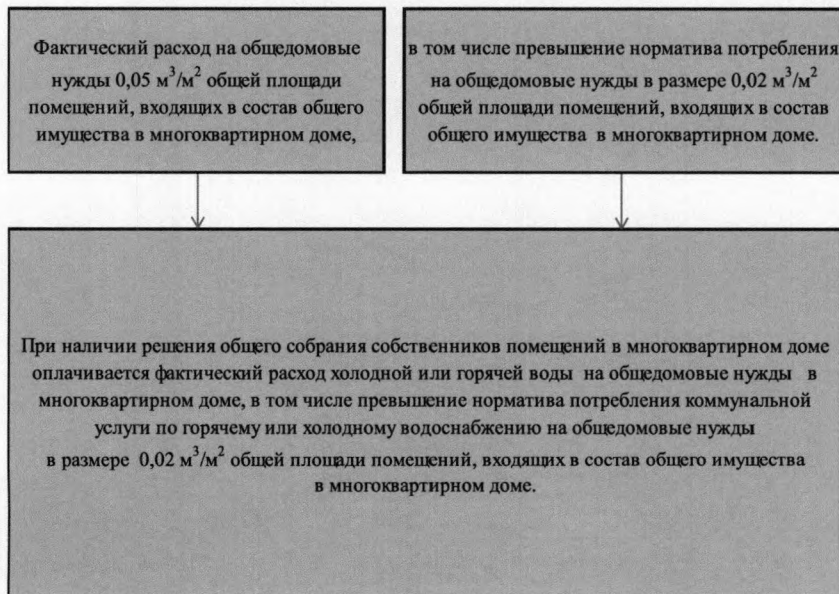 Фактический расход на общедомовые
нужды 0,05 м³/м² общей площади
помещений, входящих в состав общего
имущества в многоквартирном доме,
в том числе превышение норматива потребления
на общедомовые нужды в размере 0,02 м³/м²
общей площади помещений, входящих в состав
общего имущества в многоквартирном доме.
При наличии решения общего собрания собственников помещений в многоквартирном доме
оплачивается фактический расход холодной или горячей воды на общедомовые нужды в
многоквартирном доме, в том числе превышение норматива потребления коммунальной
услуги по горячему или холодному водоснабжению на общедомовые нужды
в размере 0,02 м³/м² общей площади помещений, входящих в состав общего имущества
в многоквартирном доме.